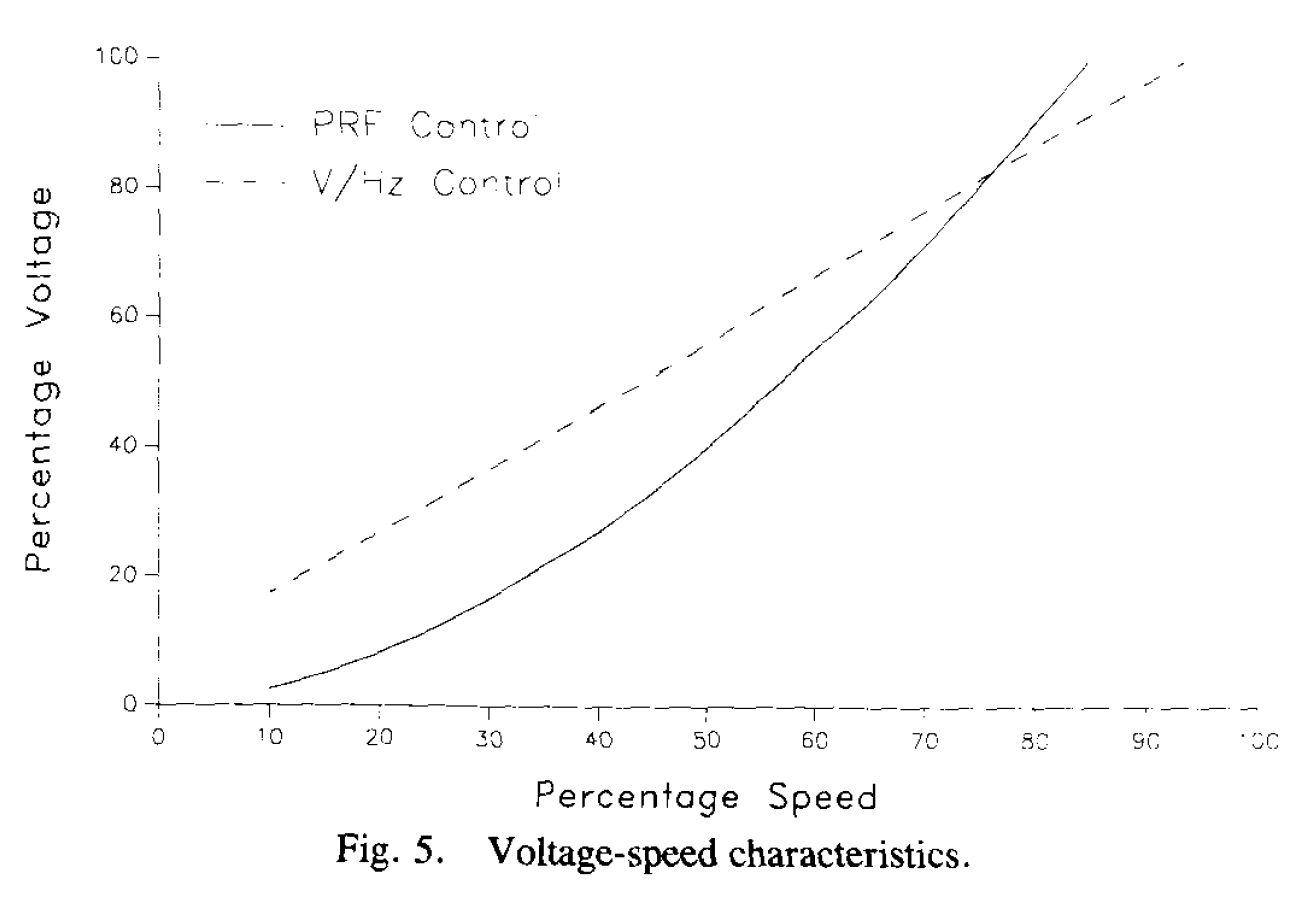 100
PRF Control
V/Hz Control
80
60
40
20
0
Percentage Voltage
0 10 20 30 40 50 60 70 80 90 100
Percentage Speed
Fig. 5. Voltage-speed characteristics.